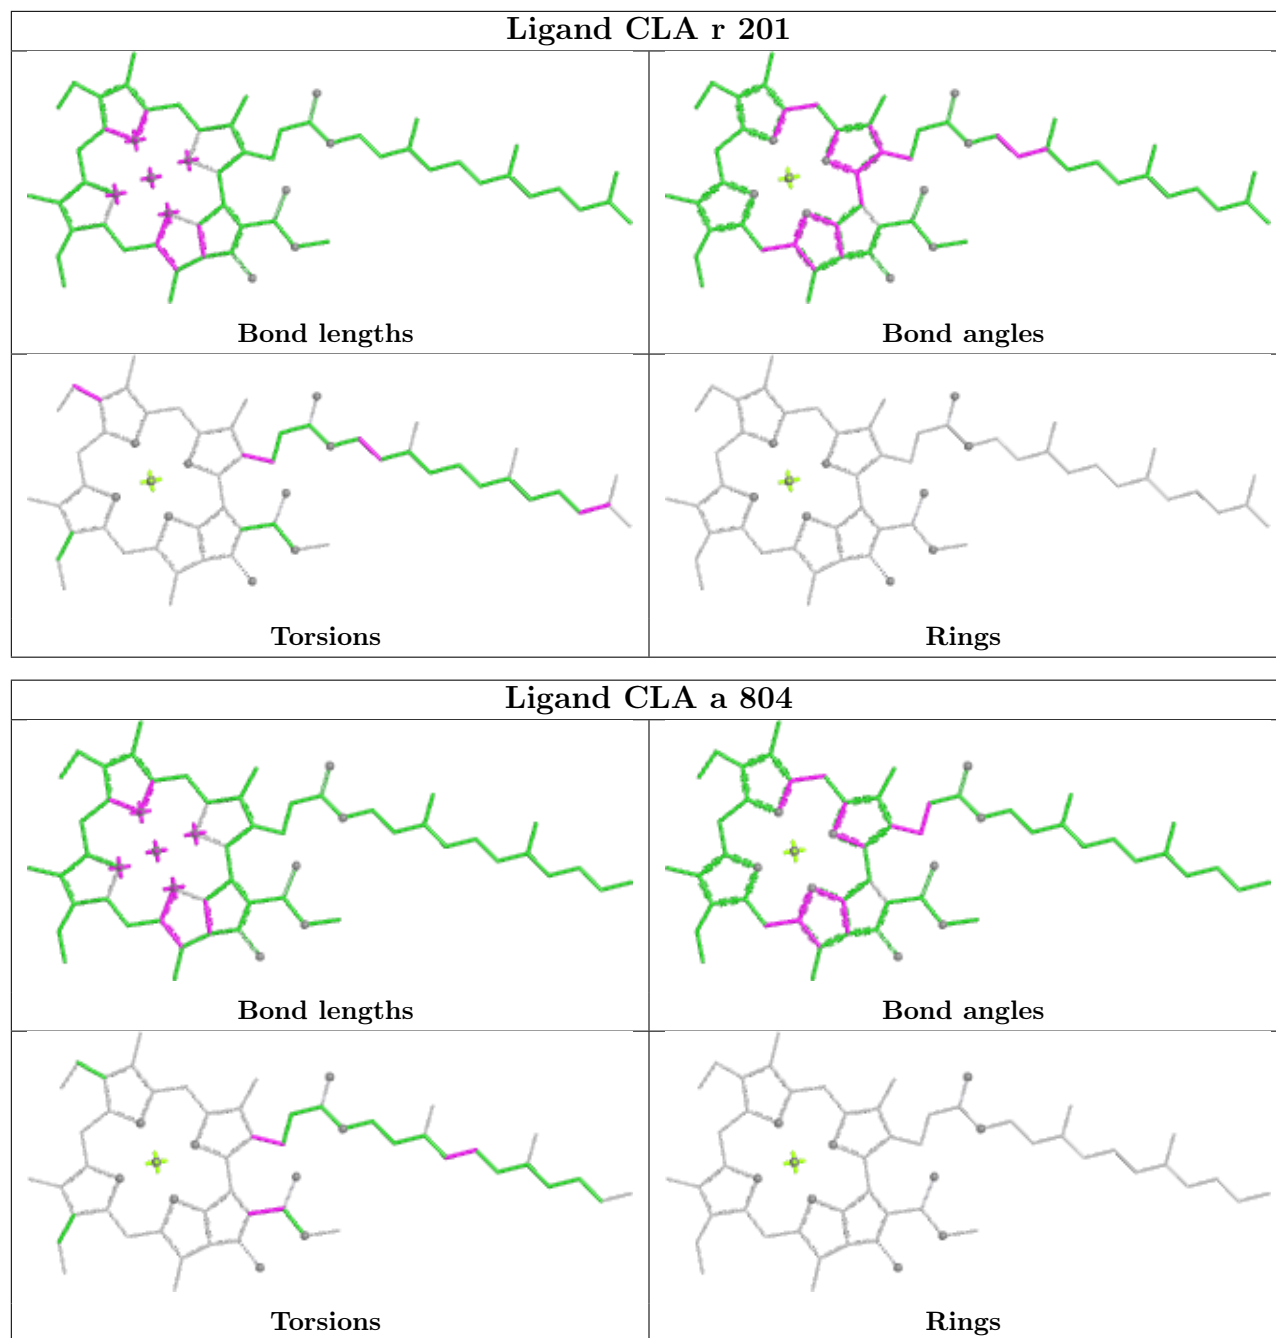 Ligand CLA r 201
Bond lengths
Bond angles
Torsions
Rings
Ligand CLA a 804
Bond lengths
Bond angles
Torsions
Rings